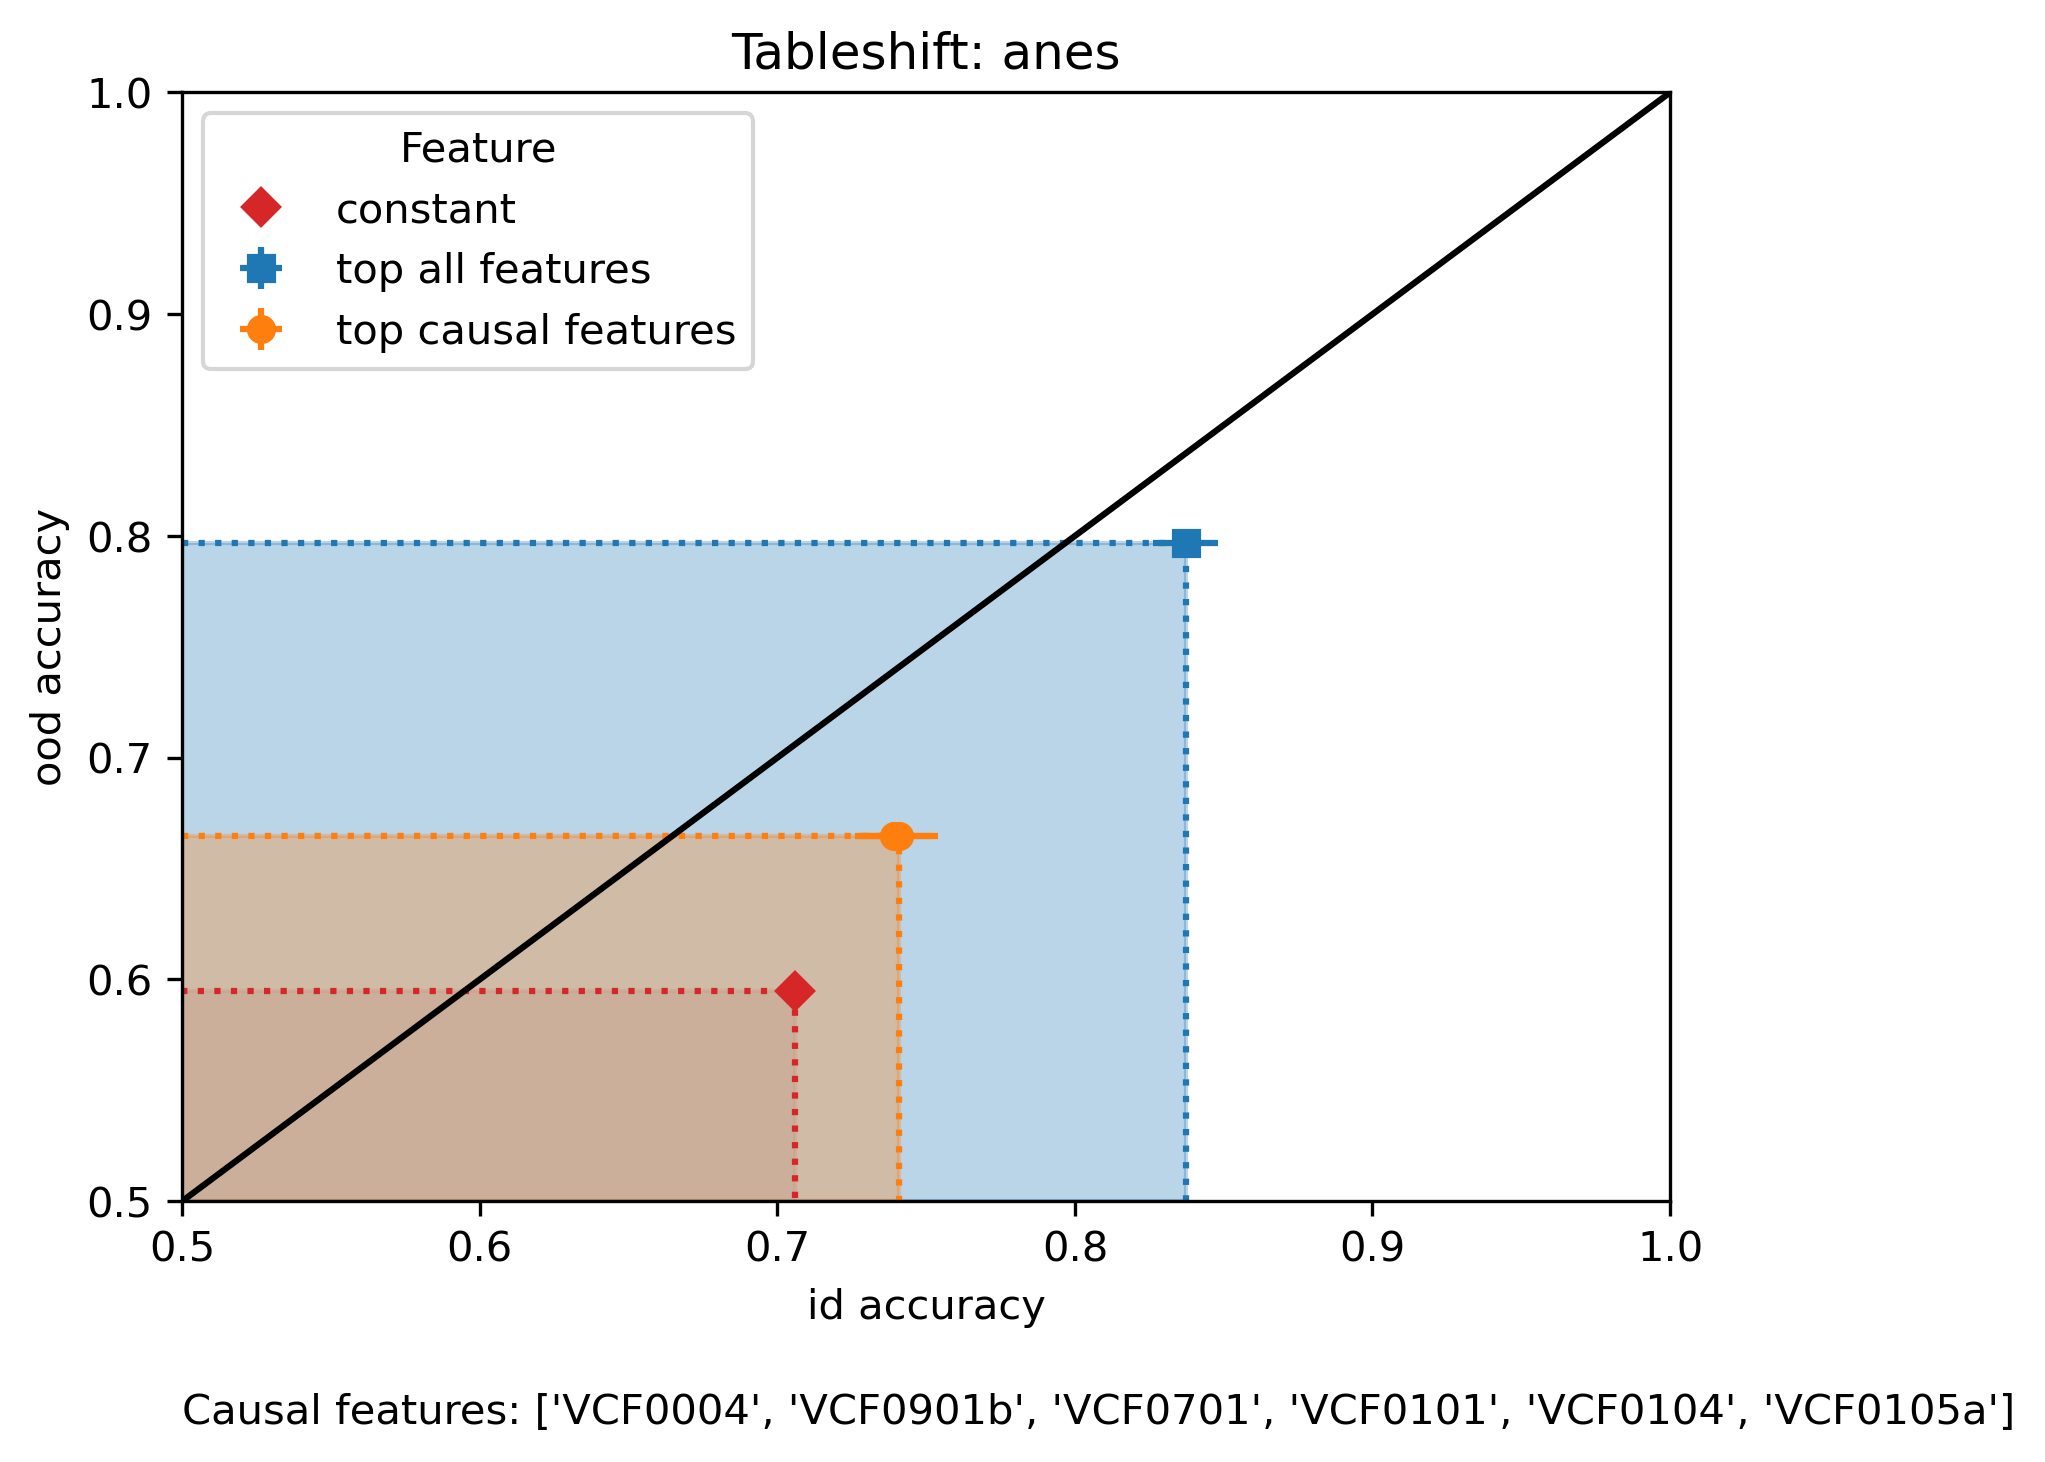 Tableshift: anes
1.0
0.9
0.8
0.7
0.6
0.5
ood accuracy
Feature
constant
top all features
top causal features
0.5 0.6 0.7 0.8 0.9 1.0
id accuracy
Causal features: ['VCF0004', 'VCF0901b', 'VCF0701', 'VCF0101', 'VCF0104', 'VCF0105a']